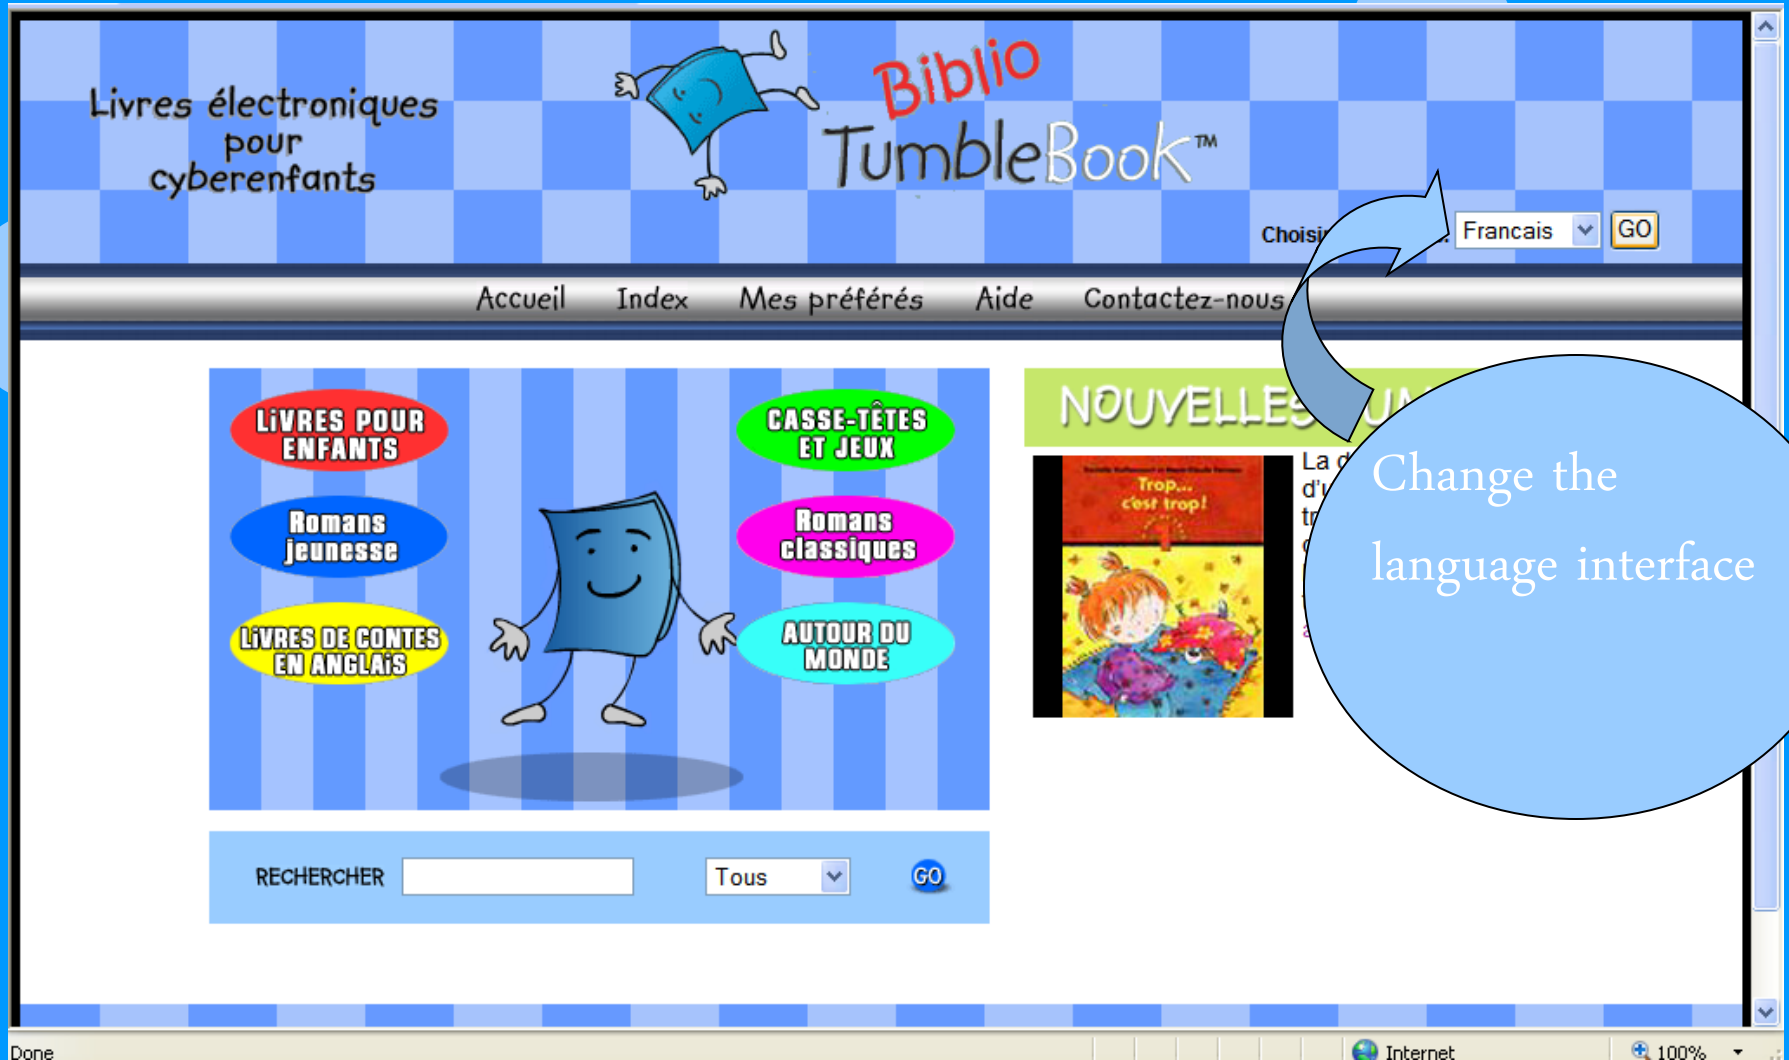 Livres électroniques
pour
cyberenfants
Biblio
TumbleBook™
Francais
GO
Accueil Index Mes préférés Aide Contactez-nous
LiVRES POUR
ENFANTS
Romans
jeunesse
LiVRES DE CONTES
EN ANGLAiS
CASSE-TÊTES
ET JEUX
Romans
classiques
AUTOUR DU
MONDE
NOUVELLES
Trop...
c'est trop!
La
Change the
language interface
RECHERCHER
Tous
GO
Done
Internet
100%